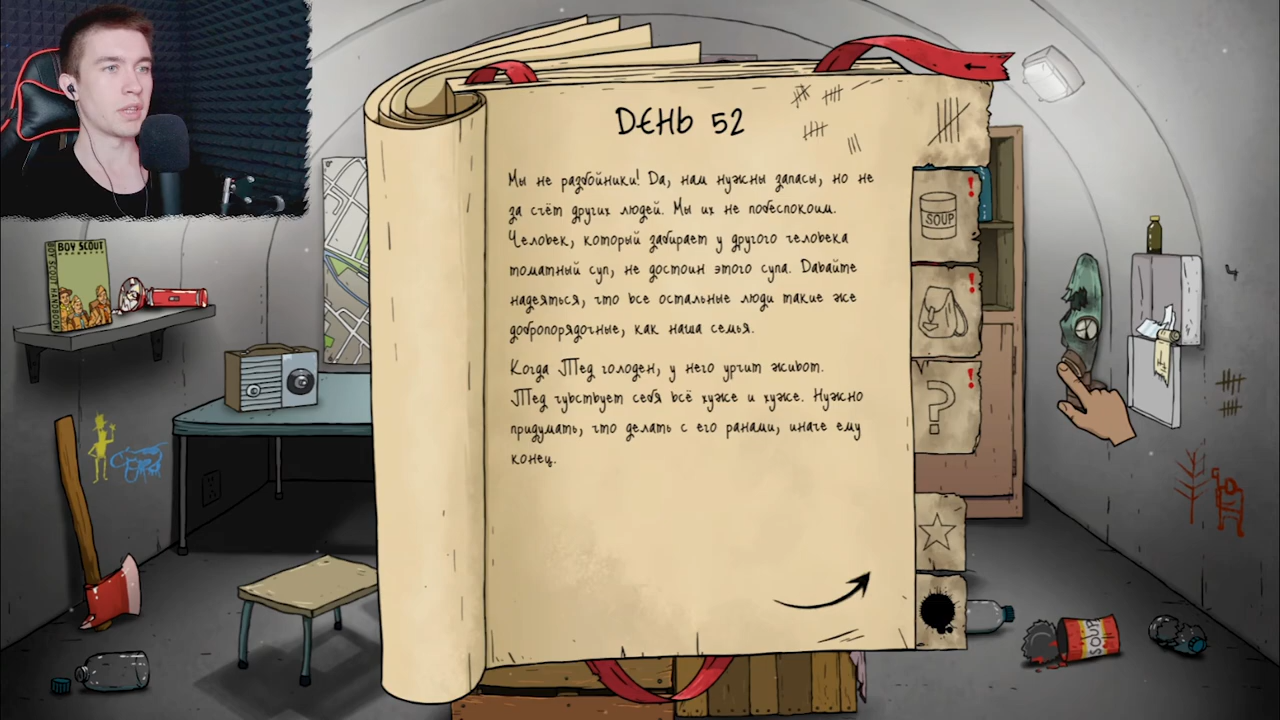 ДЕНЬ 52
Мы не разбойники! Да, нам нужны запасы, но не
за счёт других людей. Мы их не побеспокоим.
Человек, который забирает у другого человека
томатный суп, не достоин этого супа. Давайте
надеяться, что все остальные люди такие же
добропорядочные, как наша семья.
Когда Тед голоден, у него урчит живот.
Тед чувствует себя всё хуже и хуже. Нужно
придумать, что делать с его ранами, иначе ему
конец.
SOUP
!
!
?
!
BOY SCOUT
BOY SCOUT HANDBOOK
SOUP